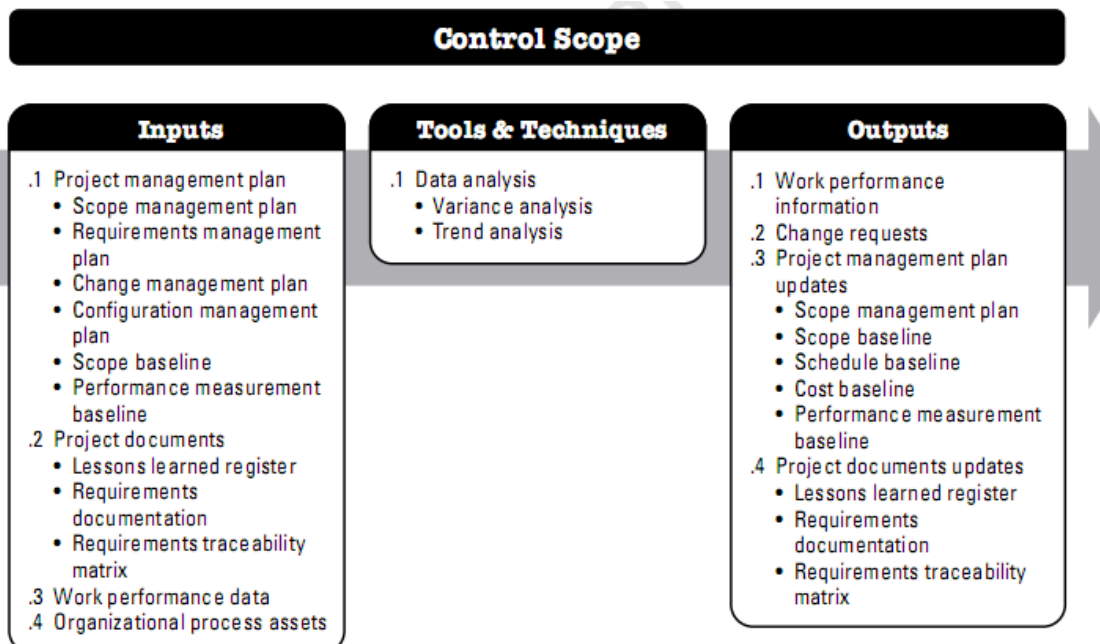 Control Scope
Inputs
.1 Project management plan
• Scope management plan
• Requirements management
plan
• Change management plan
• Configuration management
plan
• Scope baseline
• Performance measurement
baseline
.2 Project documents
• Lessons learned register
• Requirements
documentation
• Requirements traceability
matrix
.3 Work performance data
.4 Organizational process assets
Tools & Techniques
.1 Data analysis
• Variance analysis
• Trend analysis
Outputs
.1 Work performance
information
.2 Change requests
.3 Project management plan
updates
• Scope management plan
• Scope baseline
• Schedule baseline
• Cost baseline
• Performance measurement
baseline
.4 Project documents updates
• Lessons learned register
• Requirements
documentation
• Requirements traceability
matrix